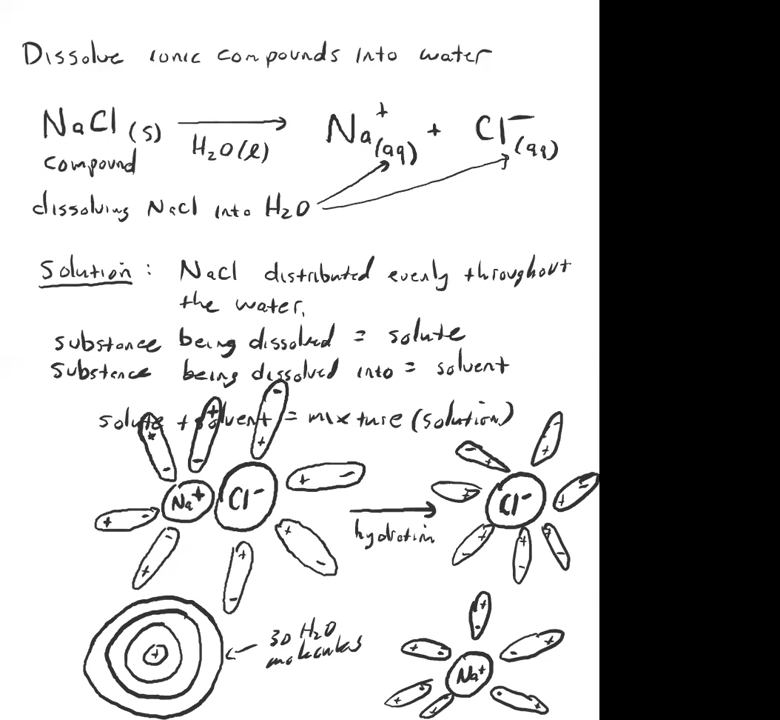 Dissolve ionic compounds into water
NaCl (s) → H₂O(l) Na⁺(aq) + Cl⁻(aq)
compound
dissolving NaCl into H₂O
Solution : NaCl distributed evenly throughout
the water.
substance being dissolved = solute
substance being dissolved into = solvent
solute + solvent = mixture (solution)
Na⁺ Cl⁻ hydration Cl⁻
30 H₂O
molecules
Na⁺